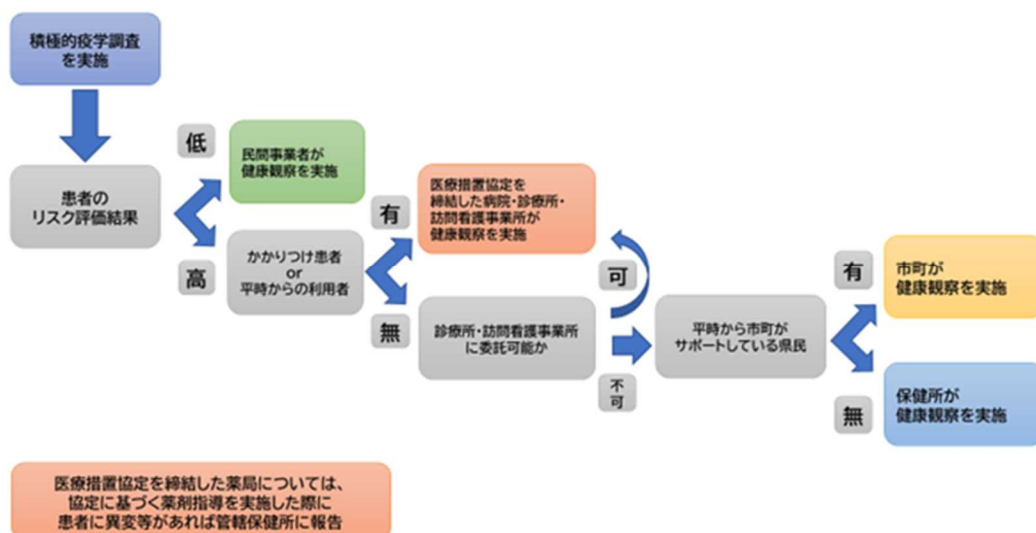 積極的疫学調査
を実施
患者の
リスク評価結果
低
高
民間事業者が
健康観察を実施
かかりつけ患者
or
平時からの利用者
有
無
医療措置協定を
締結した病院・診療所・
訪問看護事業所が
健康観察を実施
診療所・訪問看護事業所
に委託可能か
可
不
可
平時から市町が
サポートしている県民
有
無
市町が
健康観察を実施
保健所が
健康観察を実施
医療措置協定を締結した薬局については、
協定に基づく薬剤指導を実施した際に
患者に異変等があれば管轄保健所に報告